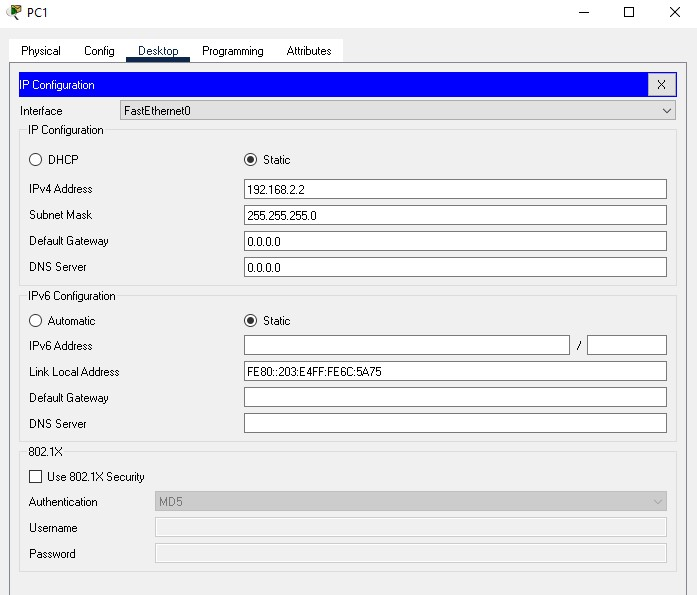 PC1
Physical Config Desktop Programming Attributes
IP Configuration X
Interface FastEthernet0
IP Configuration
DHCP Static
IPv4 Address 192.168.2.2
Subnet Mask 255.255.255.0
Default Gateway 0.0.0.0
DNS Server 0.0.0.0
IPv6 Configuration
Automatic Static
IPv6 Address /
Link Local Address FE80::203:E4FF:FE6C:5A75
Default Gateway
DNS Server
802.1X
Use 802.1X Security
Authentication MD5
Username
Password